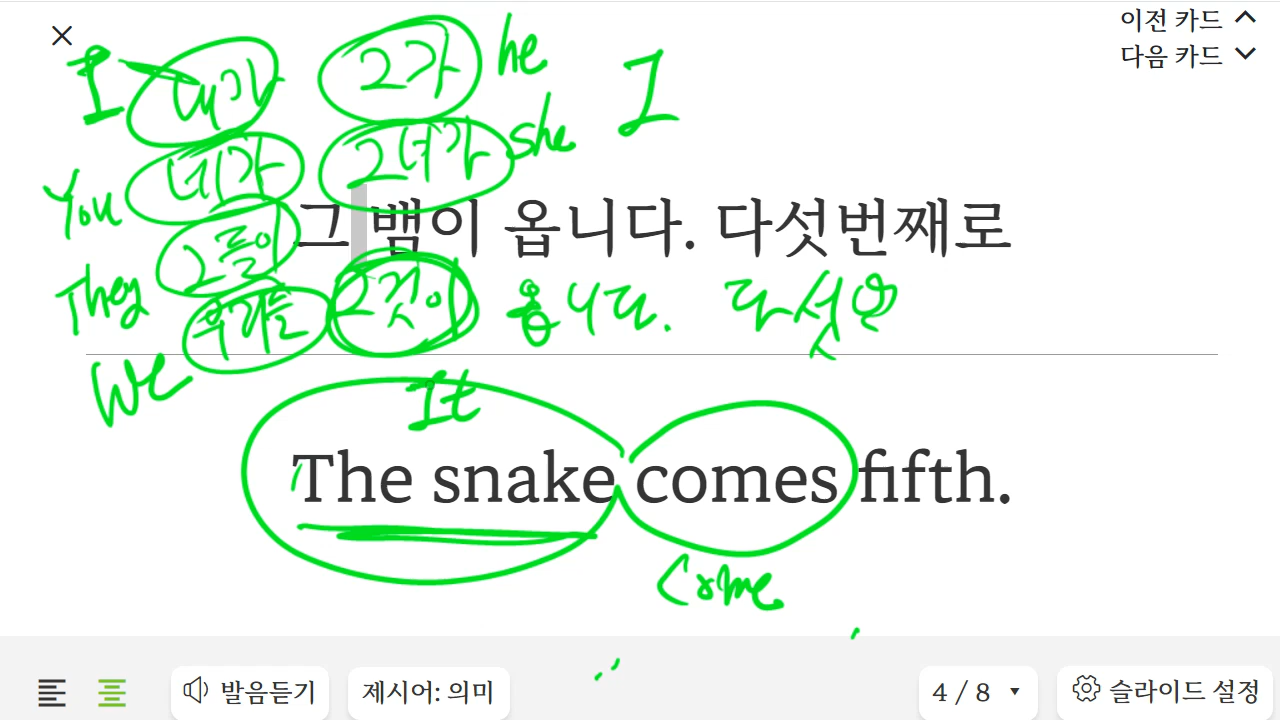 이전 카드
다음 카드
I 내가 그가 he 그
You 네가 그녀가 she
그 뱀이 옵니다. 다섯번째로
They 그들이
We 우리들 그것이 옵니다. 다섯번
It
The snake comes fifth.
come
발음듣기 제시어: 의미 4 / 8 슬라이드 설정